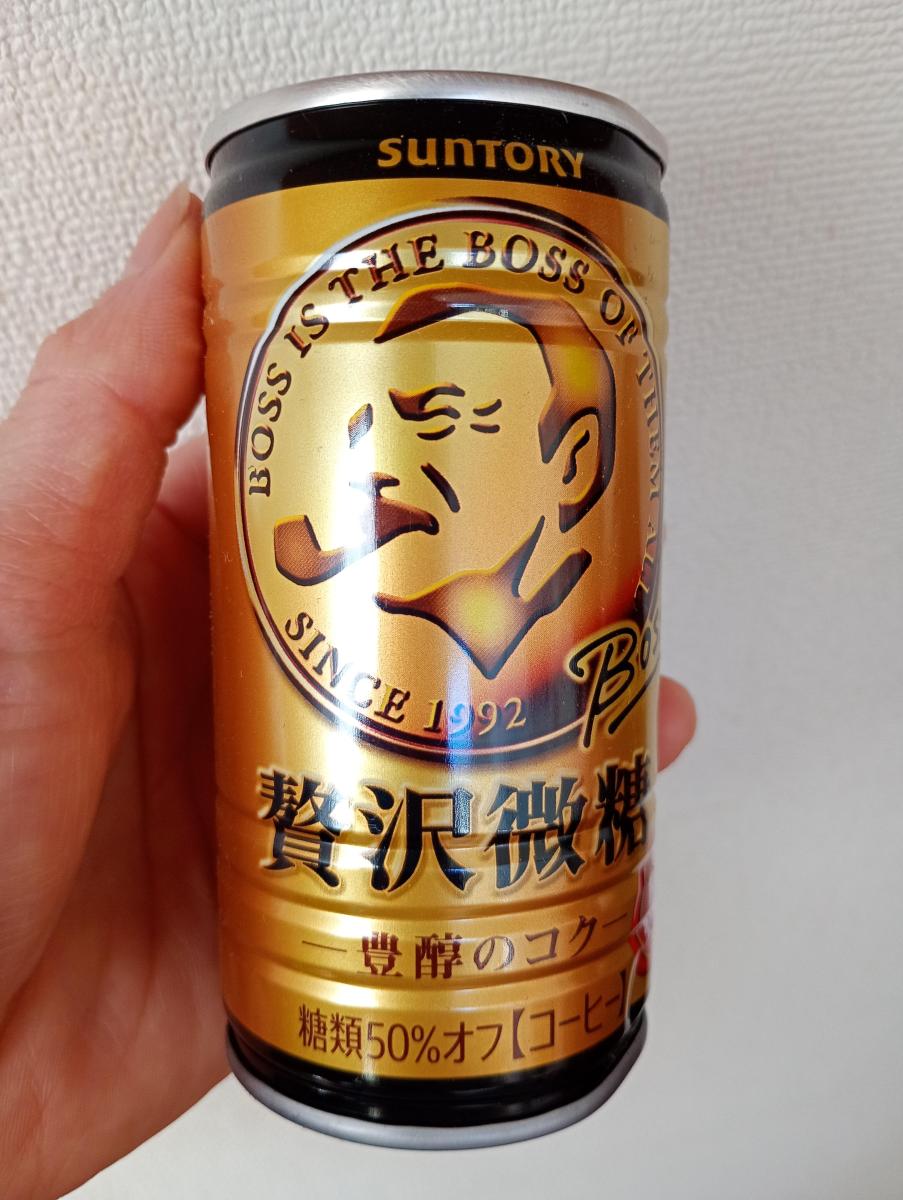 SUNTORY
BOSS IS THE BOSS OF THEM ALL
SINCE 1992
BOSS
贅沢微糖
―豊醇のコク―
糖類50%オフ【コーヒー】